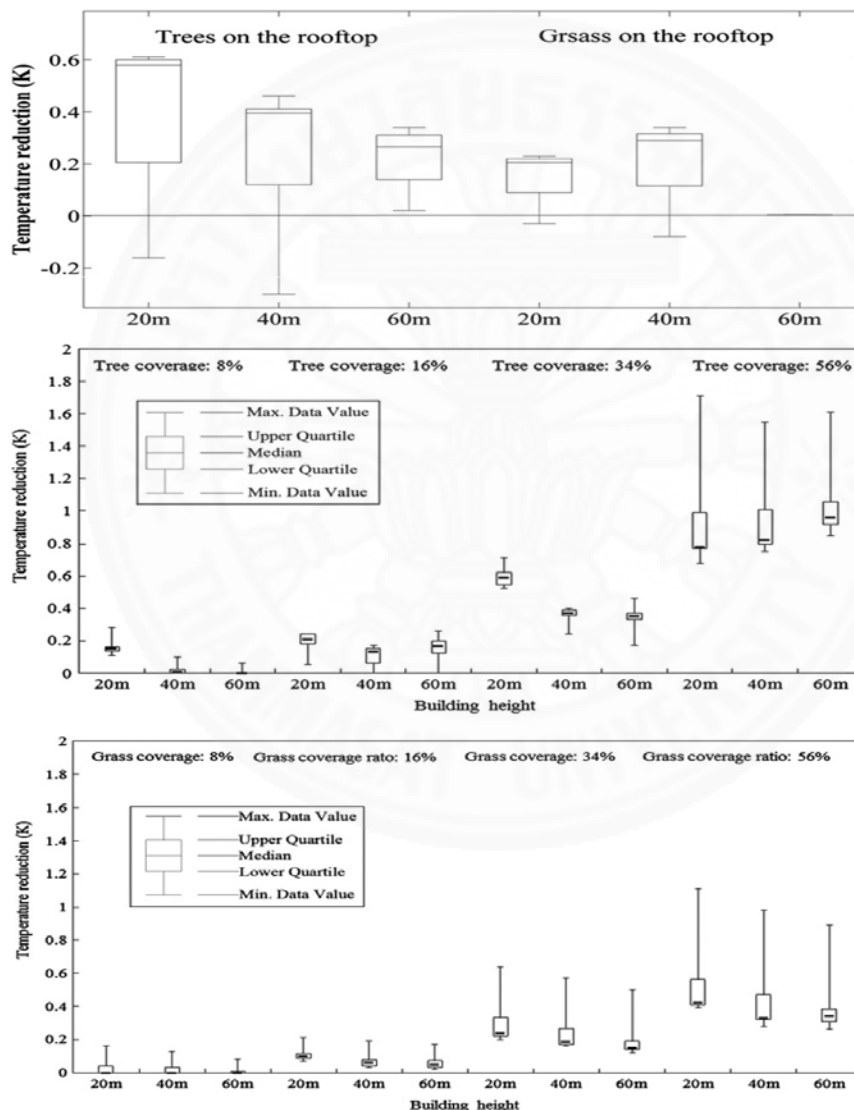 Trees on the rooftop
Grsass on the rooftop
Temperature reduction (K)
0.6
0.4
0.2
0
-0.2
20m 40m 60m 20m 40m 60m
Tree coverage: 8% Tree coverage: 16% Tree coverage: 34% Tree coverage: 56%
Max. Data Value
Upper Quartile
Median
Lower Quartile
Min. Data Value
Temperature reduction (K)
2
1.8
1.6
1.4
1.2
1
0.8
0.6
0.4
0.2
0
20m 40m 60m 20m 40m 60m 20m 40m 60m 20m 40m 60m
Building height
Grass coverage: 8% Grass coverage rato: 16% Grass coverage: 34% Grass coverage ratio: 56%
Max. Data Value
Upper Quartile
Median
Lower Quartile
Min. Data Value
Temperature reduction (K)
2
1.8
1.6
1.4
1.2
1
0.8
0.6
0.4
0.2
0
20m 40m 60m 20m 40m 60m 20m 40m 60m 20m 40m 60m
Building height
THAMMASAT UNIVERSITY